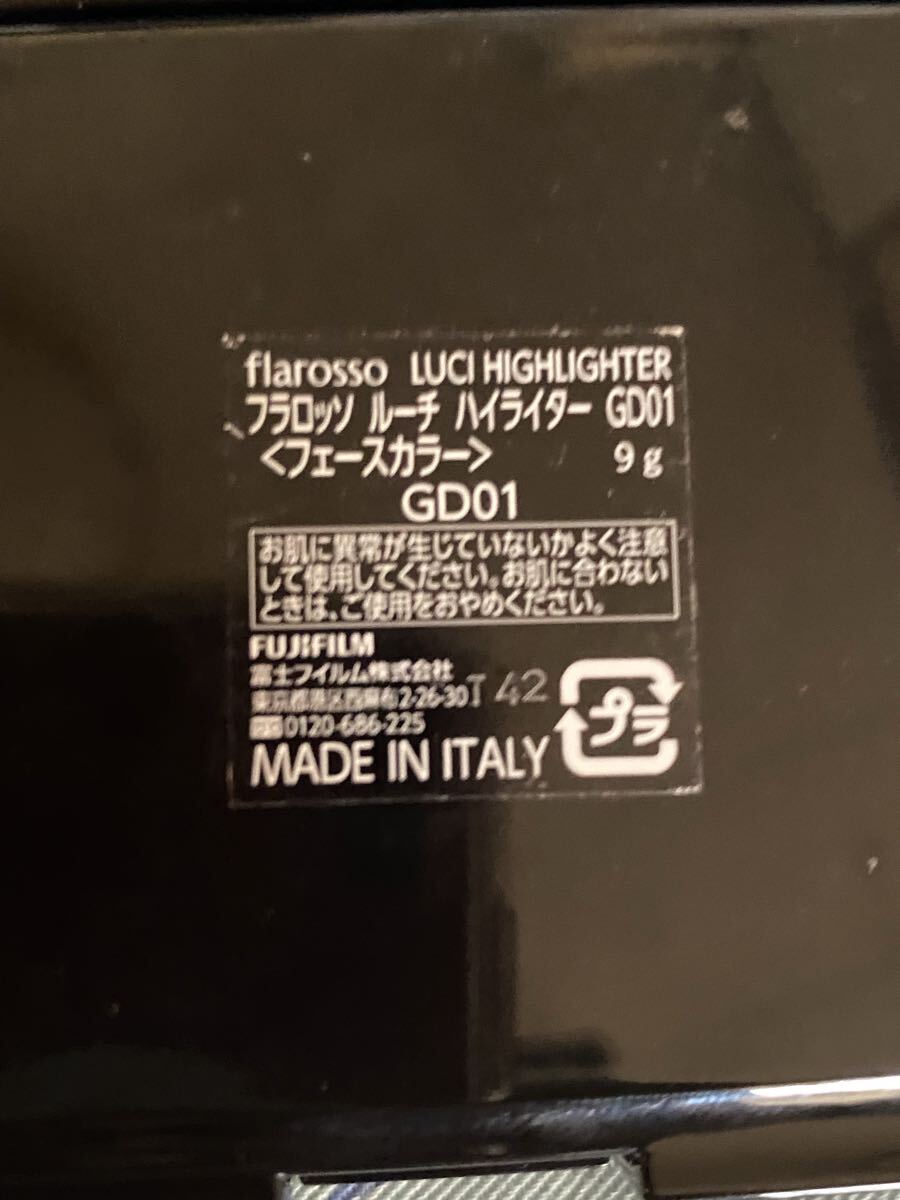 flarosso LUCI HIGHLIGHTER
フラロッソ ルーチ ハイライター GD01
<フェースカラー> 9g
GD01
お肌に異常が生じていないかよく注意
して使用してください。お肌に合わない
ときは、ご使用をおやめください。
FUJIFILM
富士フイルム株式会社
東京都港区西麻布2-26-30 T 42
0120-686-225
MADE IN ITALY
プラ